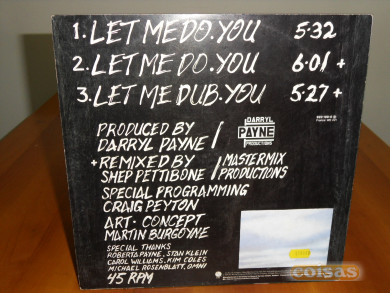 1. LET ME DO. YOU 5:32
2. LET ME DO. YOU 6:01 +
3. LET ME DUB. YOU 5:27 +
PRODUCED BY
DARRYL PAYNE
DARRYL
PAYNE
PRODUCTIONS
+ REMIXED BY
SHEP PETTIBONE
MASTERMIX
PRODUCTIONS
SPECIAL PROGRAMMING
CRAIG PEYTON
ART. CONCEPT
MARTIN BURGOYNE
SPECIAL THANKS
ROBERTA PAYNE, STAN KLEIN
CAROL WILLIAMS, KIM COLES
MICHAEL ROSENBLATT, OMNI
45 RPM
coisas